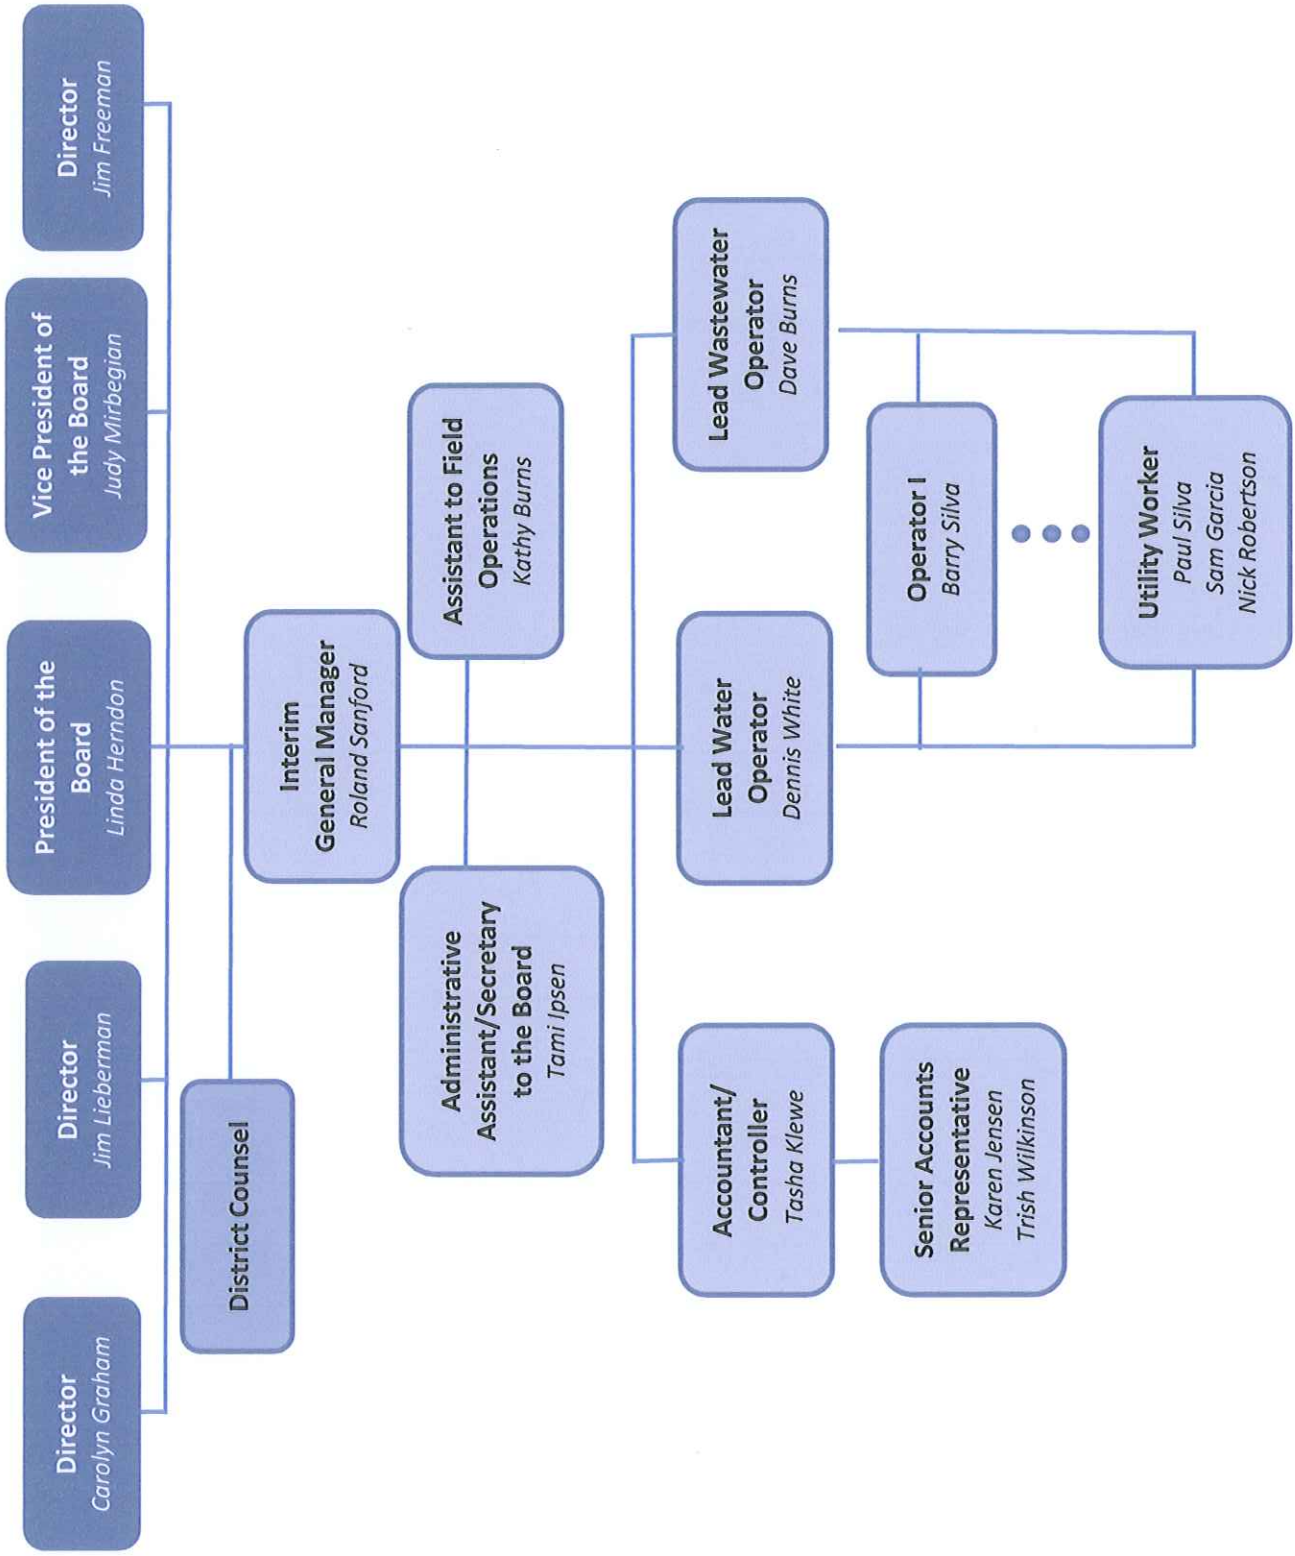 Director
Carolyn Graham
Director
Jim Lieberman
President of the
Board
Linda Herndon
Vice President of
the Board
Judy Mirbegian
Director
Jim Freeman
District Counsel
Interim
General Manager
Roland Sanford
Administrative
Assistant/Secretary
to the Board
Tami Ipsen
Assistant to Field
Operations
Kathy Burns
Accountant/
Controller
Tasha Klewe
Lead Water
Operator
Dennis White
Lead Wastewater
Operator
Dave Burns
Senior Accounts
Representative
Karen Jensen
Trish Wilkinson
Operator I
Barry Silva
Utility Worker
Paul Silva
Sam Garcia
Nick Robertson